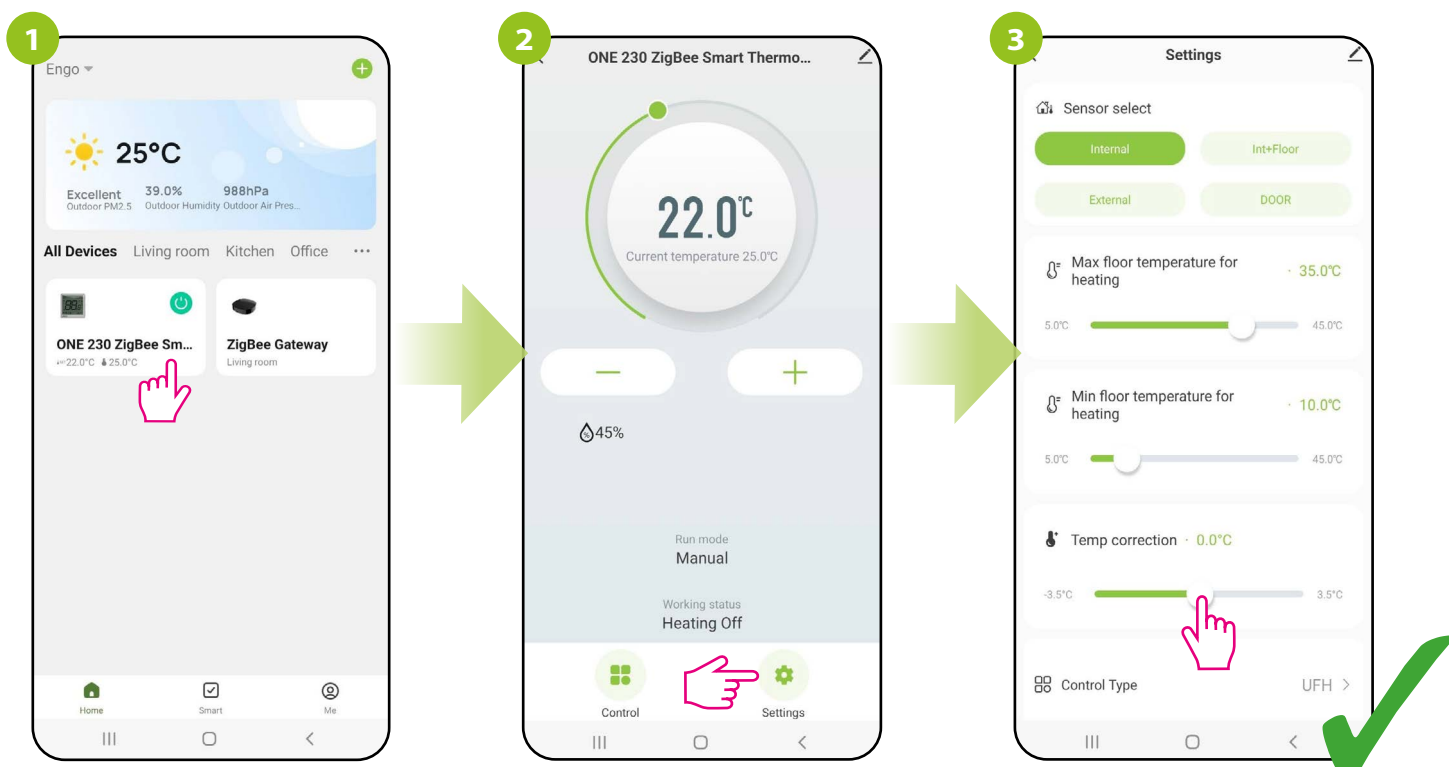 1
Engo
25°C
Excellent
Outdoor PM2.5
39.0%
Outdoor Humidity
988hPa
Outdoor Air Pres...
All Devices Living room Kitchen Office ...
ONE 230 ZigBee Sm...
22.0°C 25.0°C
ZigBee Gateway
Living room
Home Smart Me
2
ONE 230 ZigBee Smart Thermo...
22.0°C
Current temperature 25.0°C
45%
Run mode
Manual
Working status
Heating Off
Control Settings
3
Settings
Sensor select
Internal Int+Floor
External DOOR
Max floor temperature for
heating
· 35.0°C
5.0°C 45.0°C
Min floor temperature for
heating
· 10.0°C
5.0°C 45.0°C
Temp correction · 0.0°C
-3.5°C 3.5°C
Control Type UFH